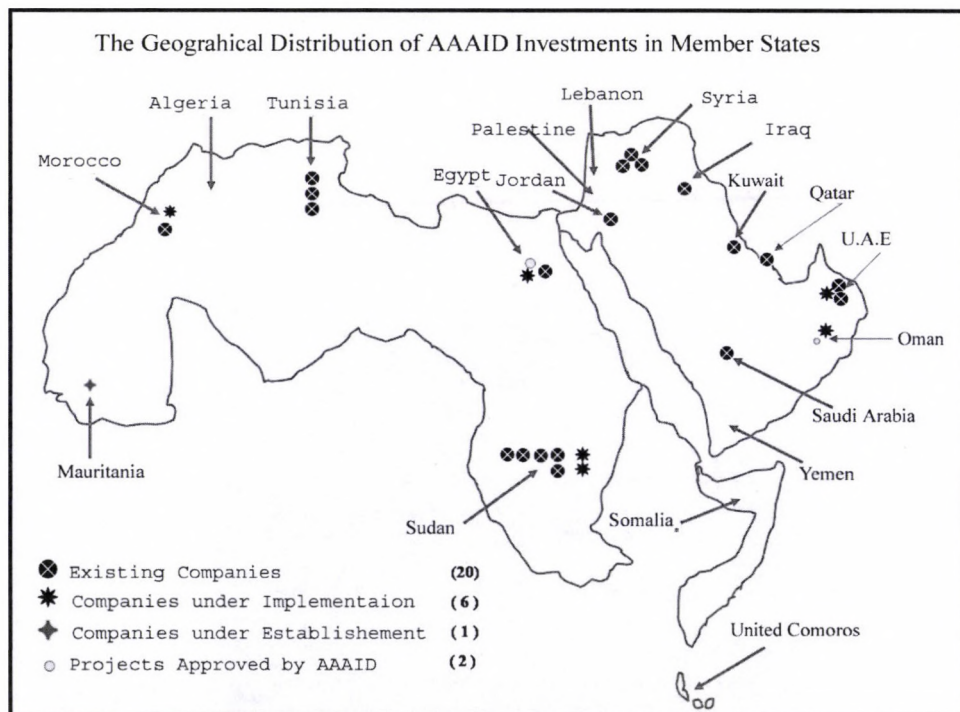 The Geograhical Distribution of AAAID Investments in Member States
Lebanon
Algeria
Tunisia
Syria
Palestine
Iraq
Morocco
Egypt
Jordan
Kuwait
Qatar
U.A.E
Oman
Saudi Arabia
Mauritania
Yemen
Sudan
Somalia
Existing Companies (20)
Companies under Implementaion (6)
Companies under Establishement (1)
Projects Approved by AAAID (2)
United Comoros